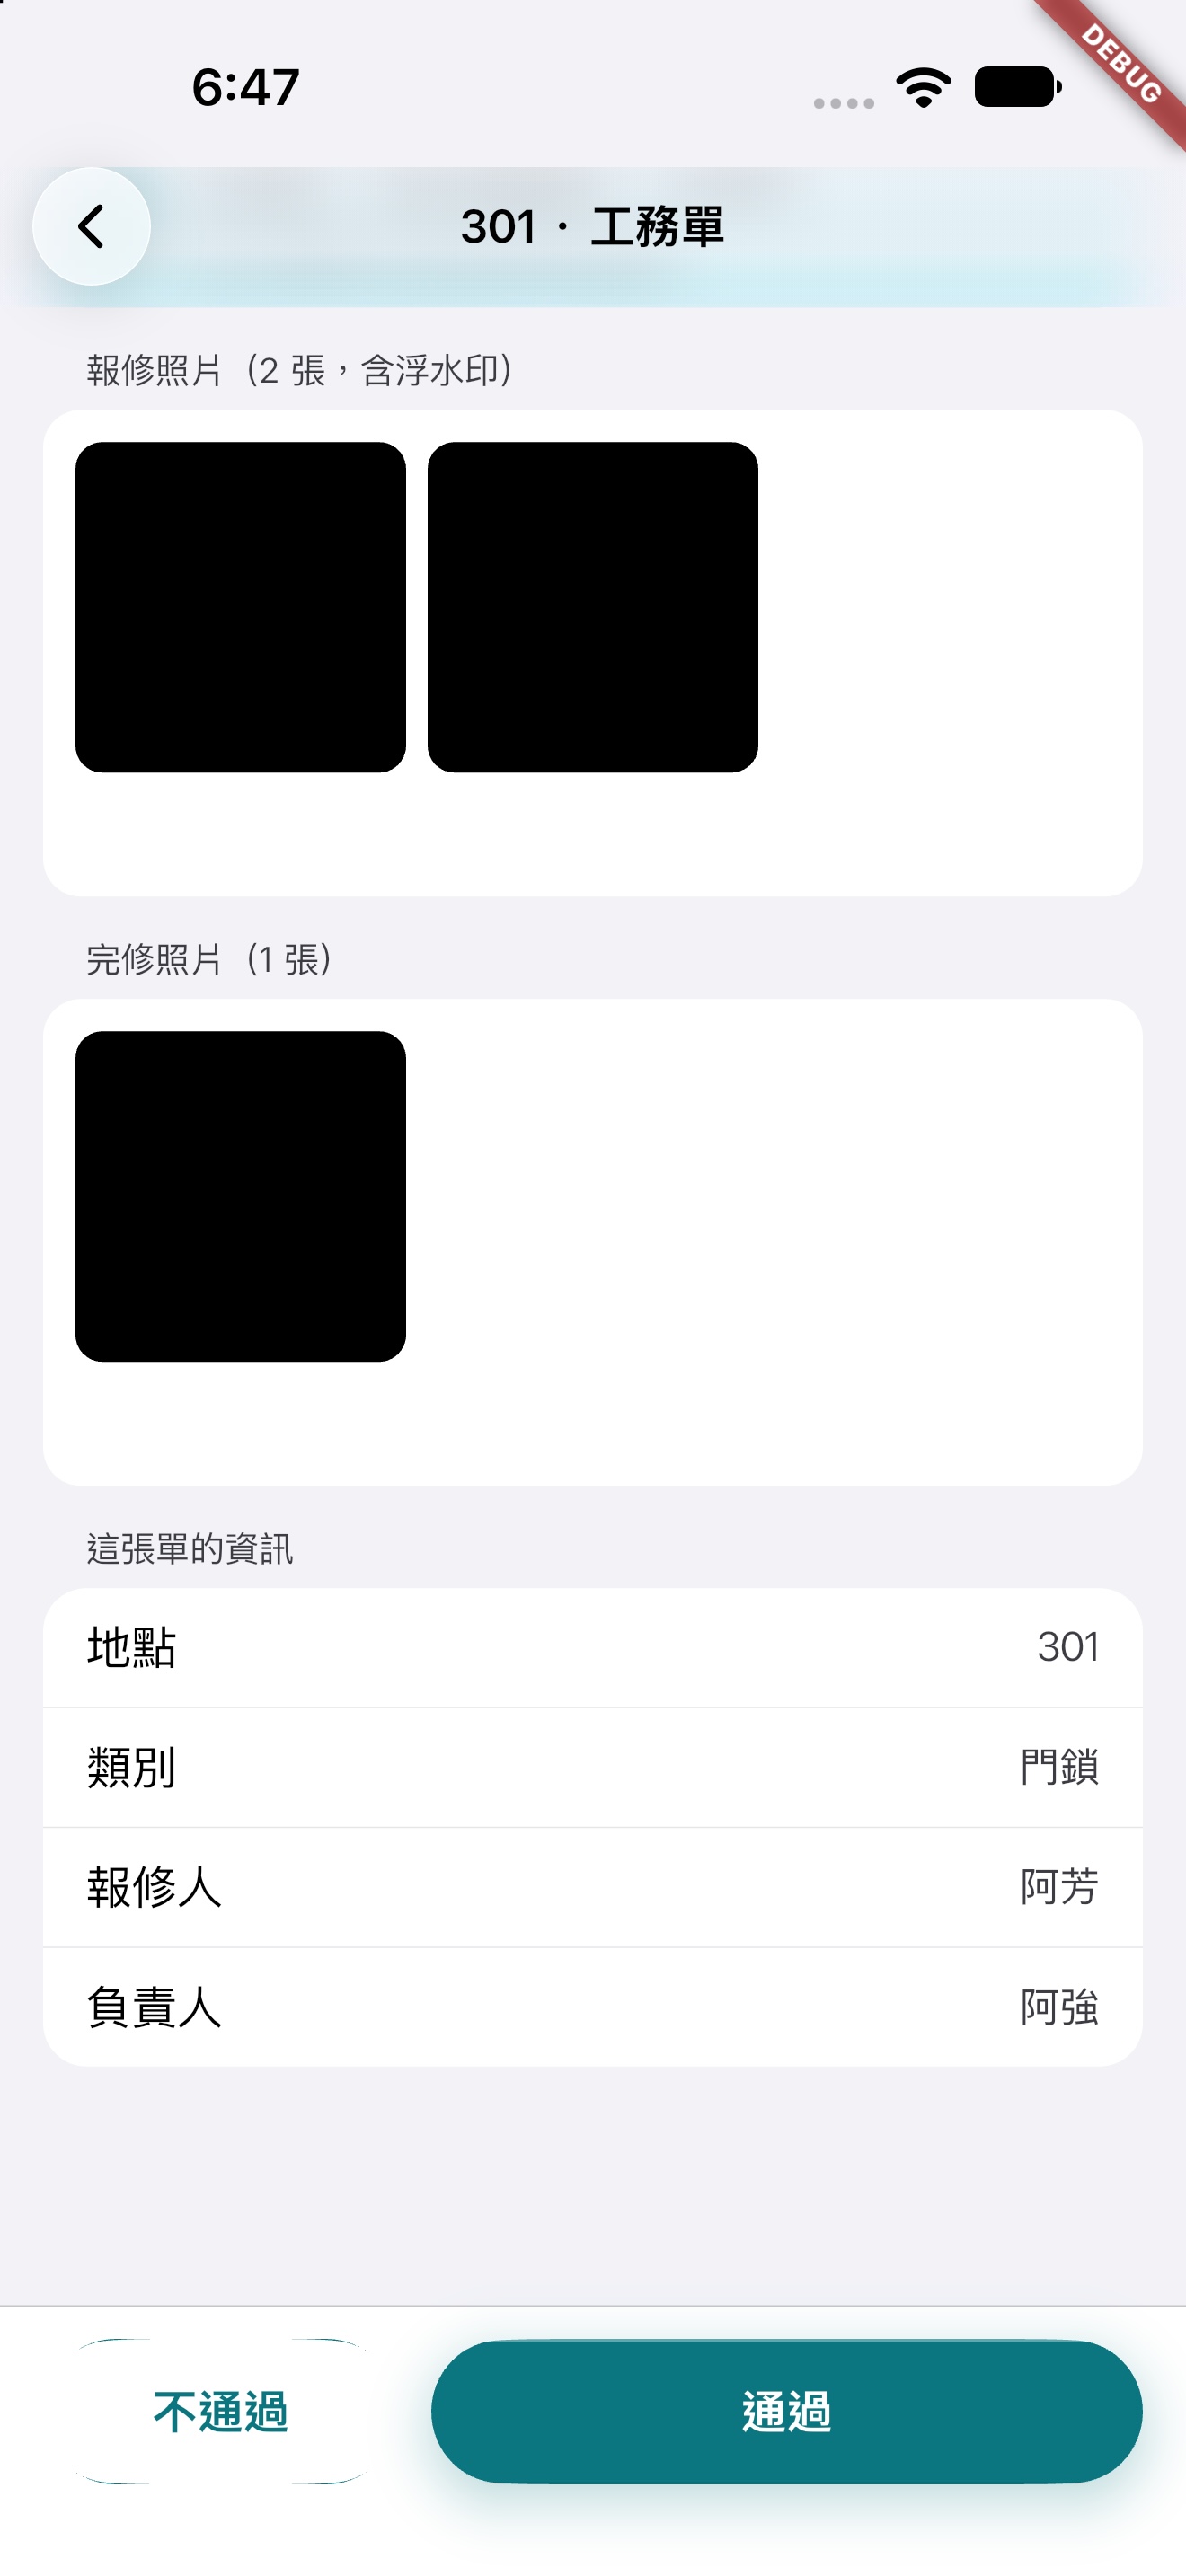 6:47
DEBUG
301 · 工務單
報修照片（2 張，含浮水印）
完修照片（1 張）
這張單的資訊
地點 301
類別 門鎖
報修人 阿芳
負責人 阿強
不通過 通過